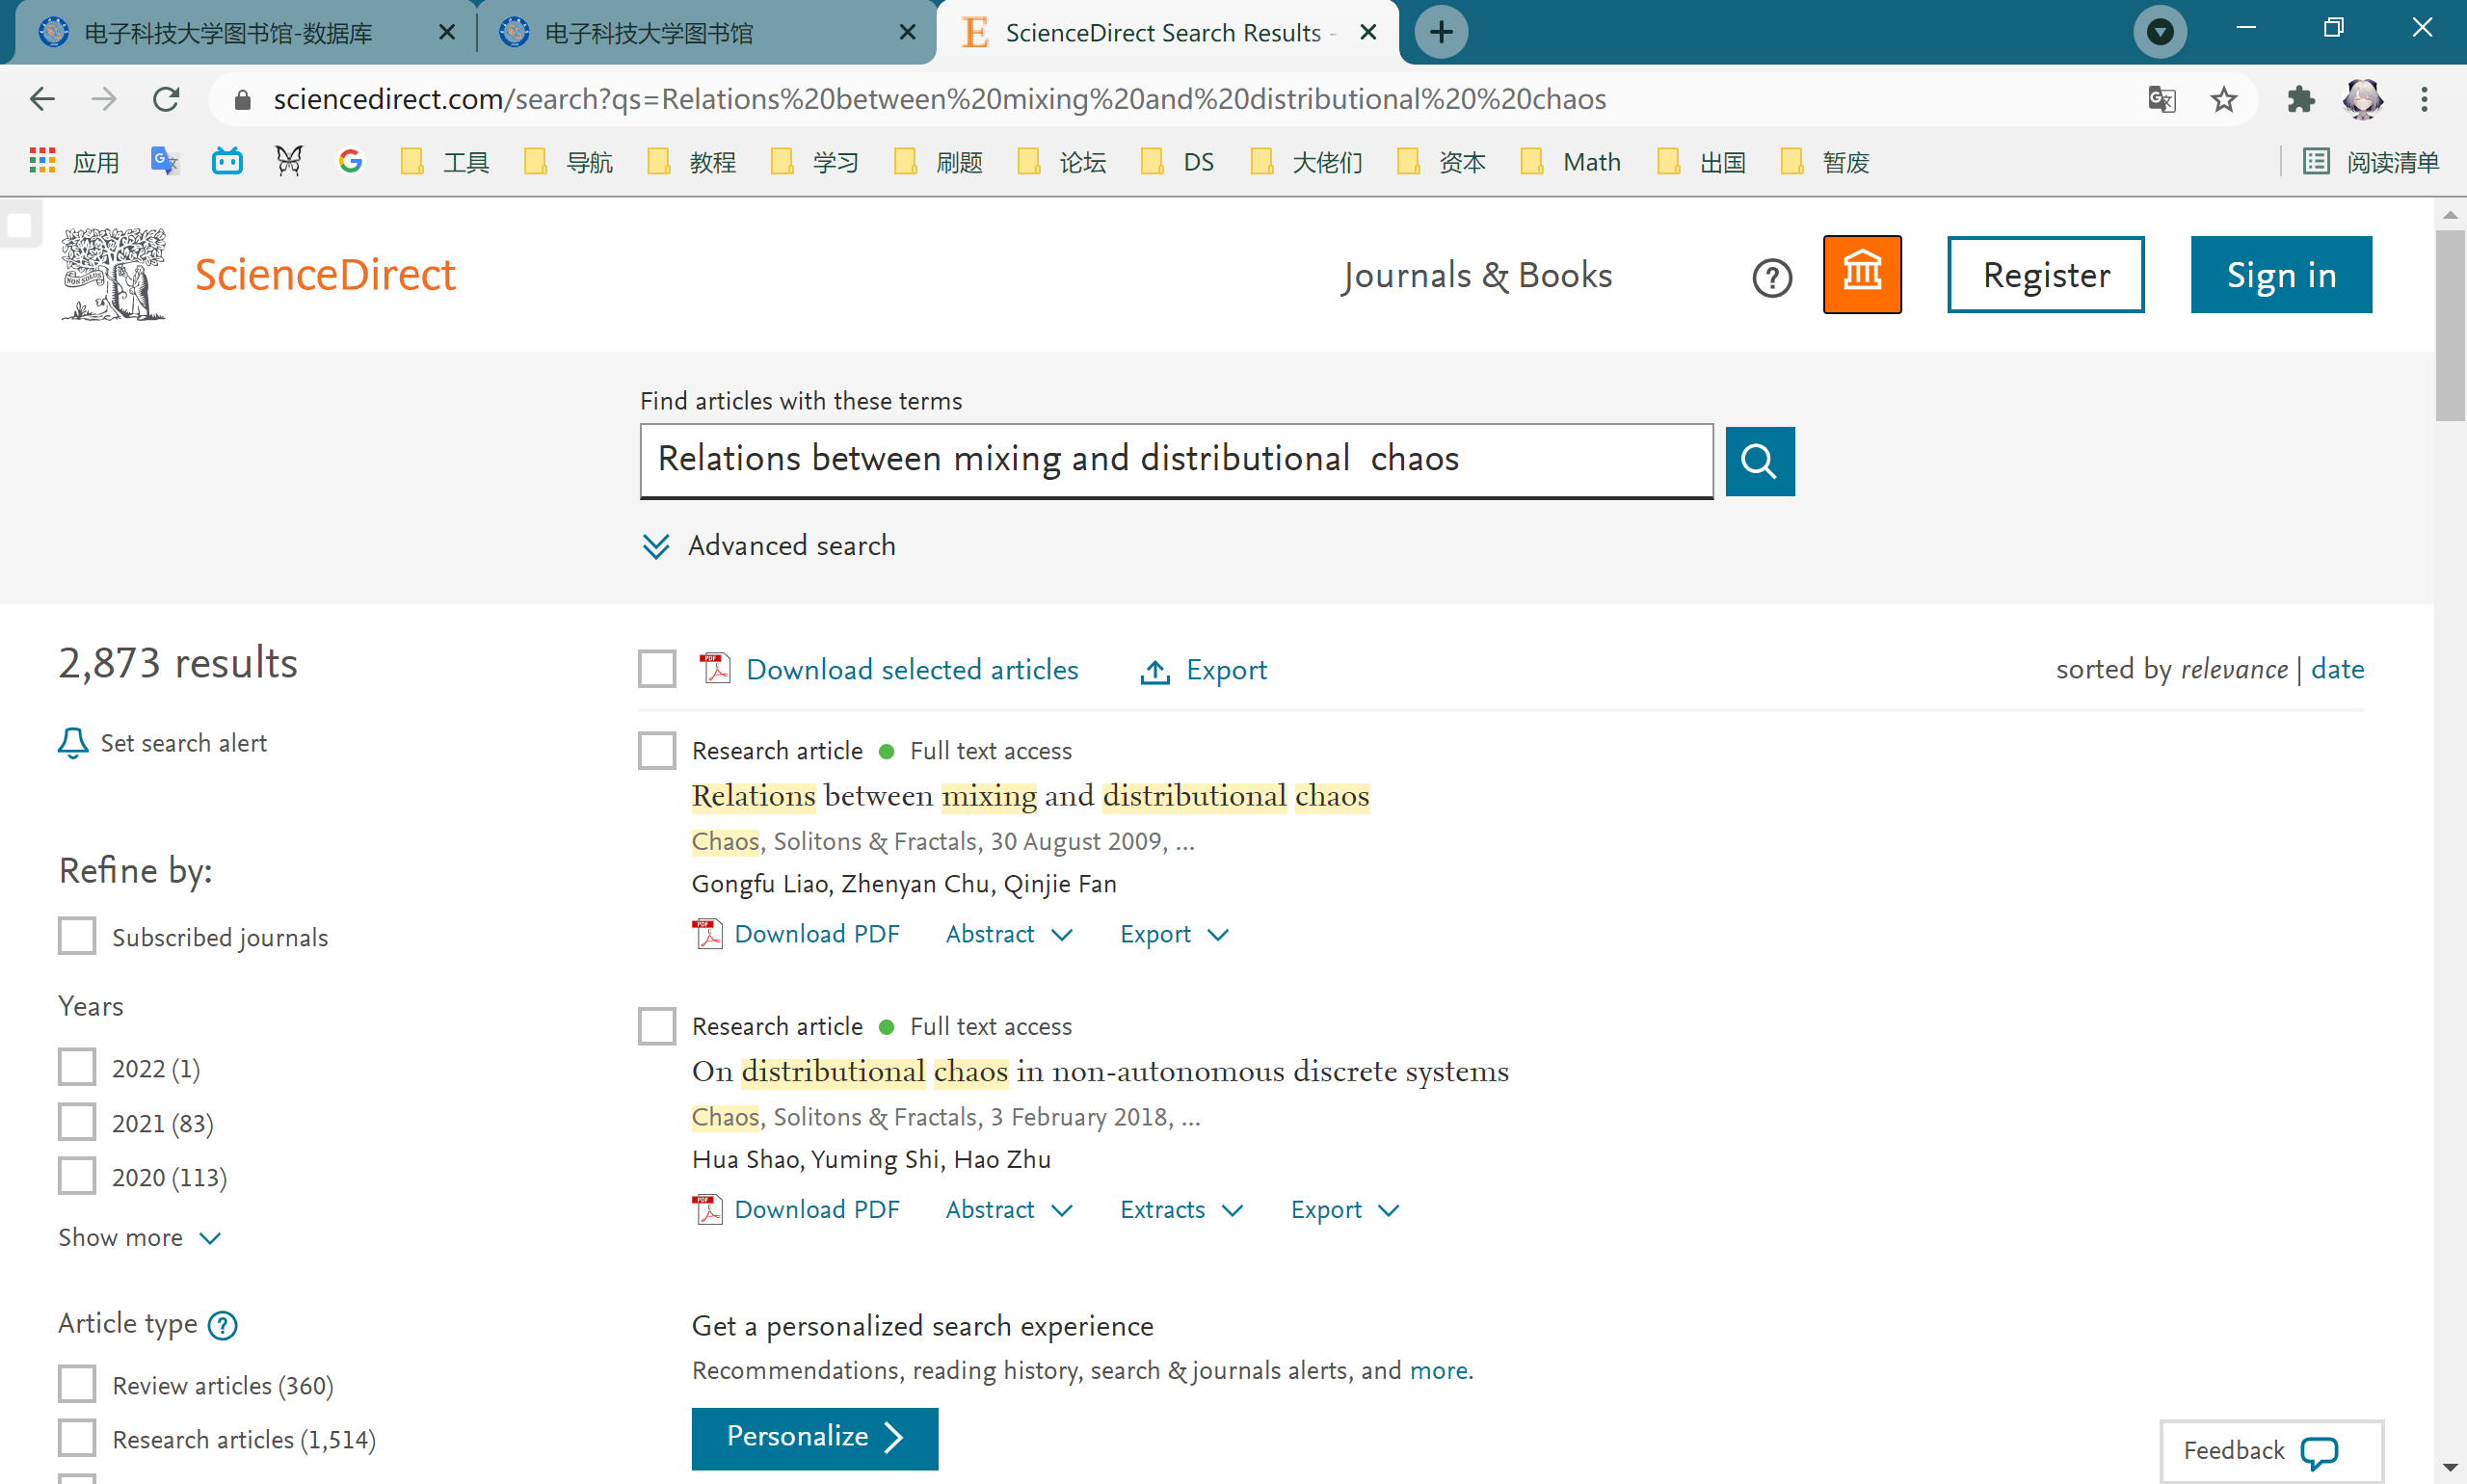 电子科技大学图书馆-数据库
电子科技大学图书馆
ScienceDirect Search Results -
sciencedirect.com/search?qs=Relations%20between%20mixing%20and%20distributional%20%20chaos
应用
工具
导航
教程
学习
刷题
论坛
DS
大佬们
资本
Math
出国
暂废
阅读清单
ScienceDirect
Journals & Books
Register
Sign in
Find articles with these terms
Relations between mixing and distributional  chaos
Advanced search
2,873 results
Set search alert
Refine by:
Subscribed journals
Years
2022 (1)
2021 (83)
2020 (113)
Show more
Article type
Review articles (360)
Research articles (1,514)
Download selected articles
Export
sorted by relevance | date
Research article
Full text access
Relations between mixing and distributional chaos
Chaos, Solitons & Fractals, 30 August 2009, ...
Gongfu Liao, Zhenyan Chu, Qinjie Fan
Download PDF
Abstract
Export
Research article
Full text access
On distributional chaos in non-autonomous discrete systems
Chaos, Solitons & Fractals, 3 February 2018, ...
Hua Shao, Yuming Shi, Hao Zhu
Download PDF
Abstract
Extracts
Export
Get a personalized search experience
Recommendations, reading history, search & journals alerts, and more.
Personalize
Feedback